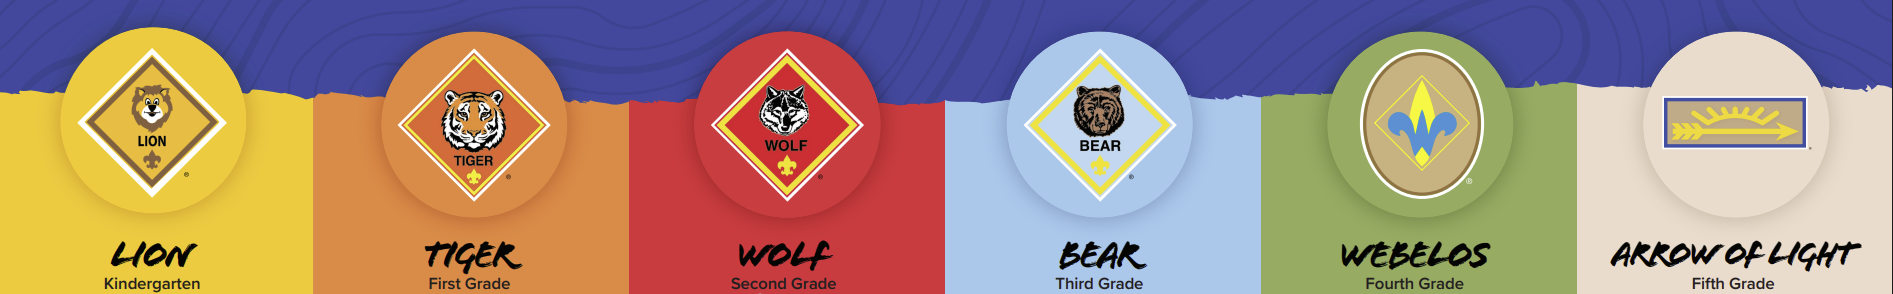 LION
TIGER
WOLF
BEAR
LION
Kindergarten
TIGER
First Grade
WOLF
Second Grade
BEAR
Third Grade
WEBELOS
Fourth Grade
ARROW OF LIGHT
Fifth Grade